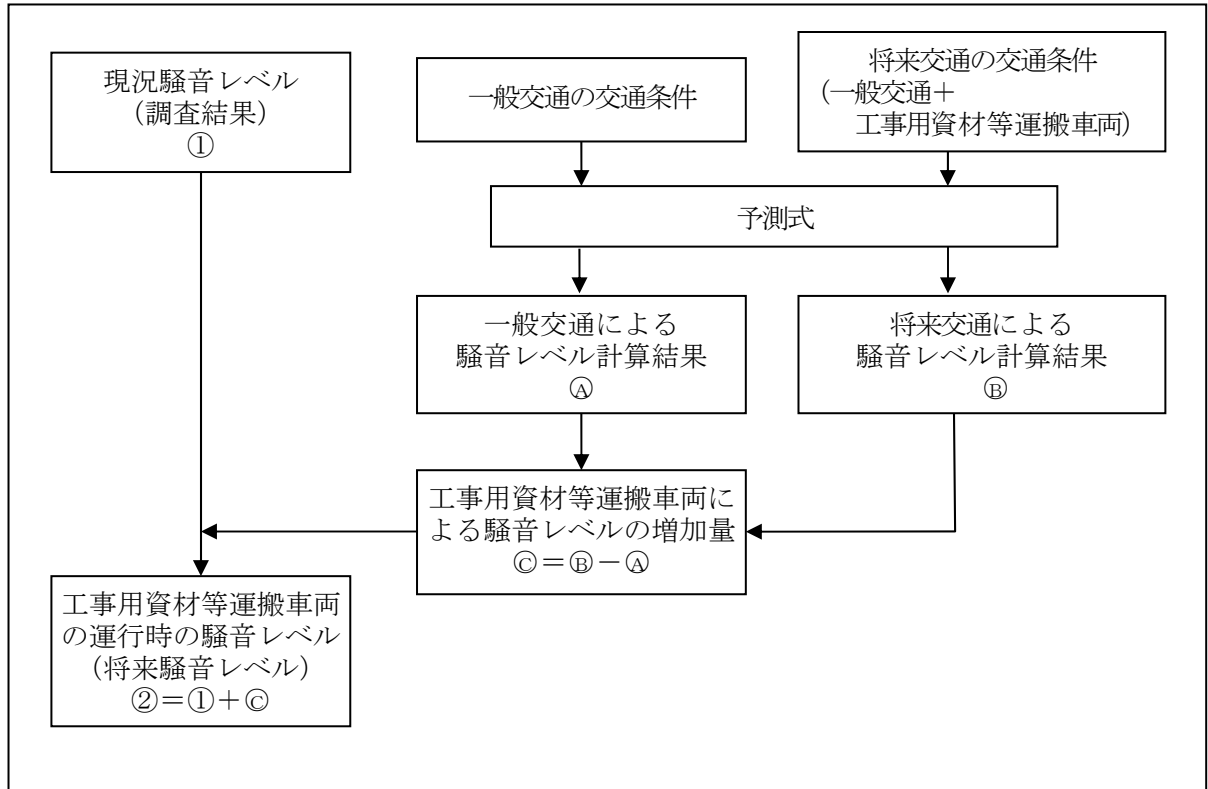 現況騒音レベル
(調査結果)
①
一般交通の交通条件
将来交通の交通条件
(一般交通＋
工事用資材等運搬車両)
予測式
一般交通による
騒音レベル計算結果
Ⓐ
将来交通による
騒音レベル計算結果
Ⓑ
工事用資材等運搬車両に
よる騒音レベルの増加量
Ⓒ＝Ⓑ－Ⓐ
工事用資材等運搬車両
の運行時の騒音レベル
(将来騒音レベル)
②＝①＋Ⓒ